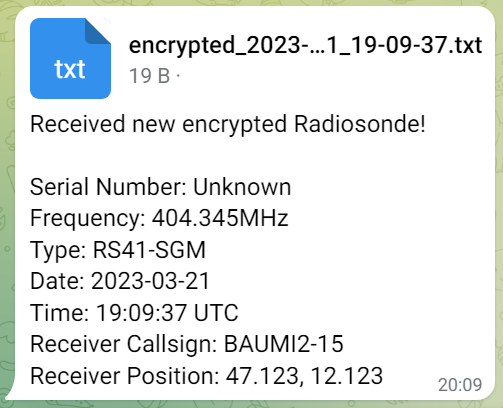 txt
encrypted_2023-...1_19-09-37.txt
19 B ·
Received new encrypted Radiosonde!
Serial Number: Unknown
Frequency: 404.345MHz
Type: RS41-SGM
Date: 2023-03-21
Time: 19:09:37 UTC
Receiver Callsign: BAUMI2-15
Receiver Position: 47.123, 12.123
20:09